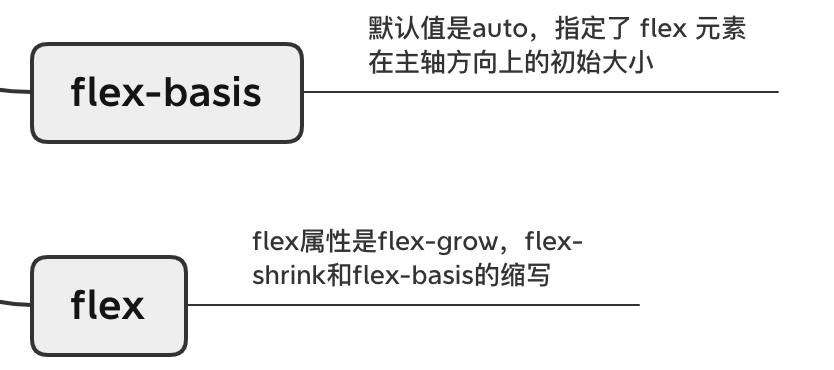 默认值是auto，指定了 flex 元素
在主轴方向上的初始大小
flex-basis
flex属性是flex-grow，flex-
shrink和flex-basis的缩写
flex